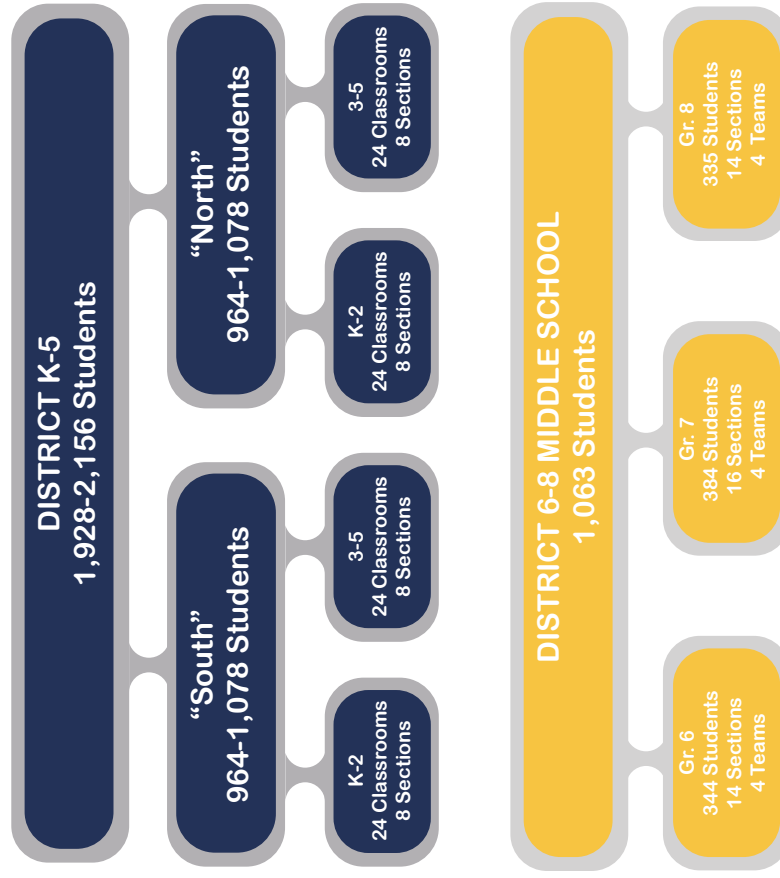 DISTRICT K-5
1,928-2,156 Students
“South”
964-1,078 Students
“North”
964-1,078 Students
K-2
24 Classrooms
8 Sections
3-5
24 Classrooms
8 Sections
K-2
24 Classrooms
8 Sections
3-5
24 Classrooms
8 Sections
DISTRICT 6-8 MIDDLE SCHOOL
1,063 Students
Gr. 6
344 Students
14 Sections
4 Teams
Gr. 7
384 Students
16 Sections
4 Teams
Gr. 8
335 Students
14 Sections
4 Teams